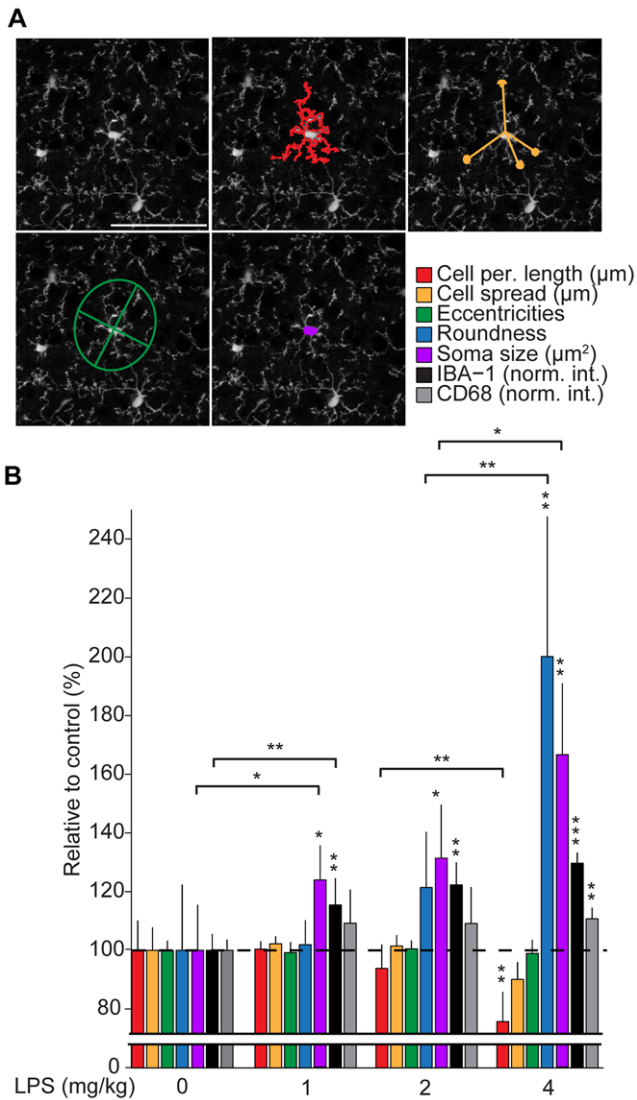 A
Cell per. length (µm)
Cell spread (µm)
Eccentricities
Roundness
Soma size (µm²)
IBA−1 (norm. int.)
CD68 (norm. int.)
B
*
**
**
**
**
*
**
*
*
*
**
**
***
**
**
Relative to control (%)
240
220
200
180
160
140
120
100
80
0
LPS (mg/kg) 0 1 2 4